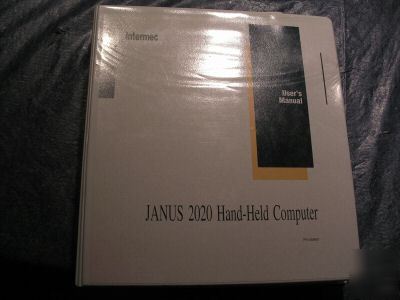 Intermec
User's
Manual
JANUS 2020 Hand-Held Computer